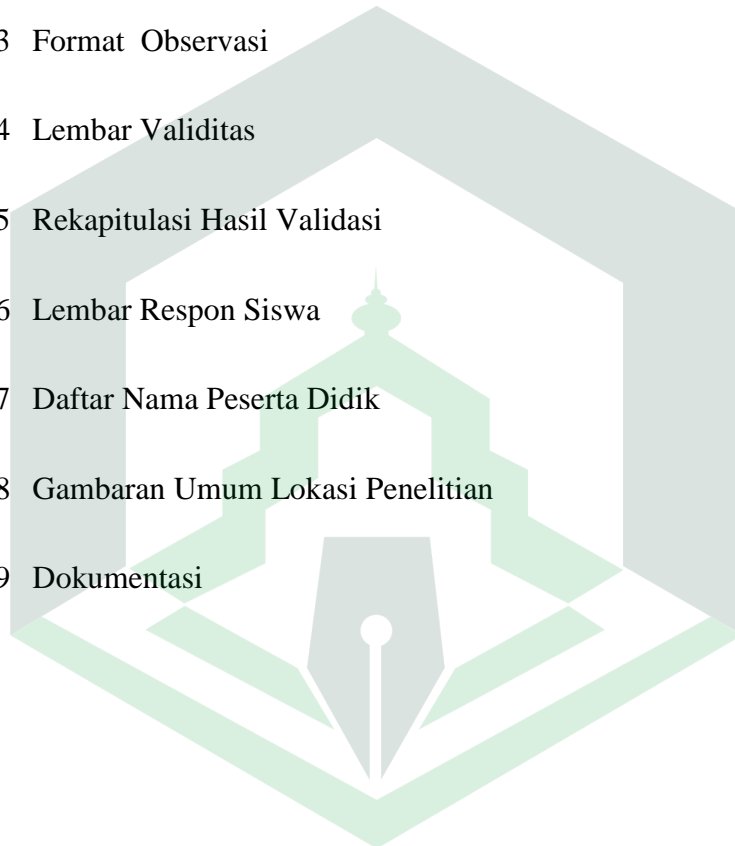 3 Format Observasi
4 Lembar Validitas
5 Rekapitulasi Hasil Validasi
6 Lembar Respon Siswa
7 Daftar Nama Peserta Didik
8 Gambaran Umum Lokasi Penelitian
9 Dokumentasi